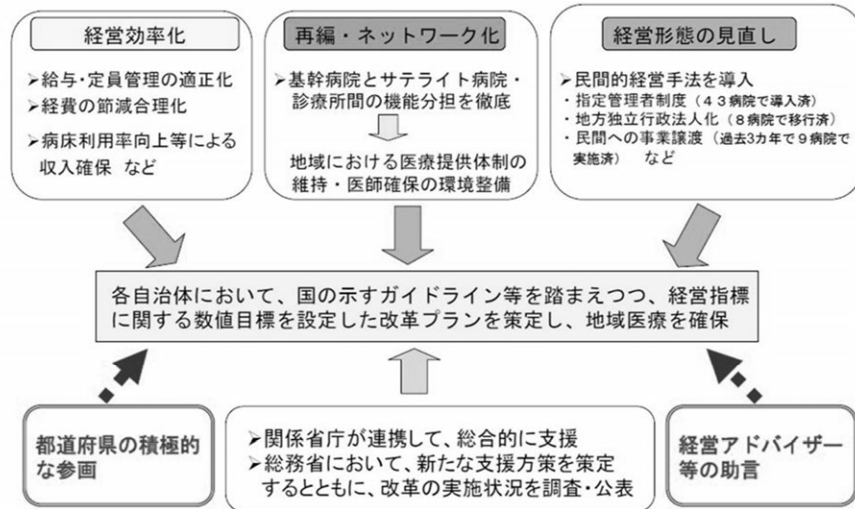 経営効率化
➢給与・定員管理の適正化
➢経費の節減合理化
➢病床利用率向上等による
収入確保 など
再編・ネットワーク化
➢基幹病院とサテライト病院・
診療所間の機能分担を徹底
地域における医療提供体制の
維持・医師確保の環境整備
経営形態の見直し
➢民間的経営手法を導入
・指定管理者制度（４３病院で導入済）
・地方独立行政法人化（８病院で移行済）
・民間への事業譲渡（過去3カ年で９病院で
実施済） など
各自治体において、国の示すガイドライン等を踏まえつつ、経営指標
に関する数値目標を設定した改革プランを策定し、地域医療を確保
都道府県の積極的
な参画
➢関係省庁が連携して、総合的に支援
➢総務省において、新たな支援方策を策定
するとともに、改革の実施状況を調査・公表
経営アドバイザー
等の助言